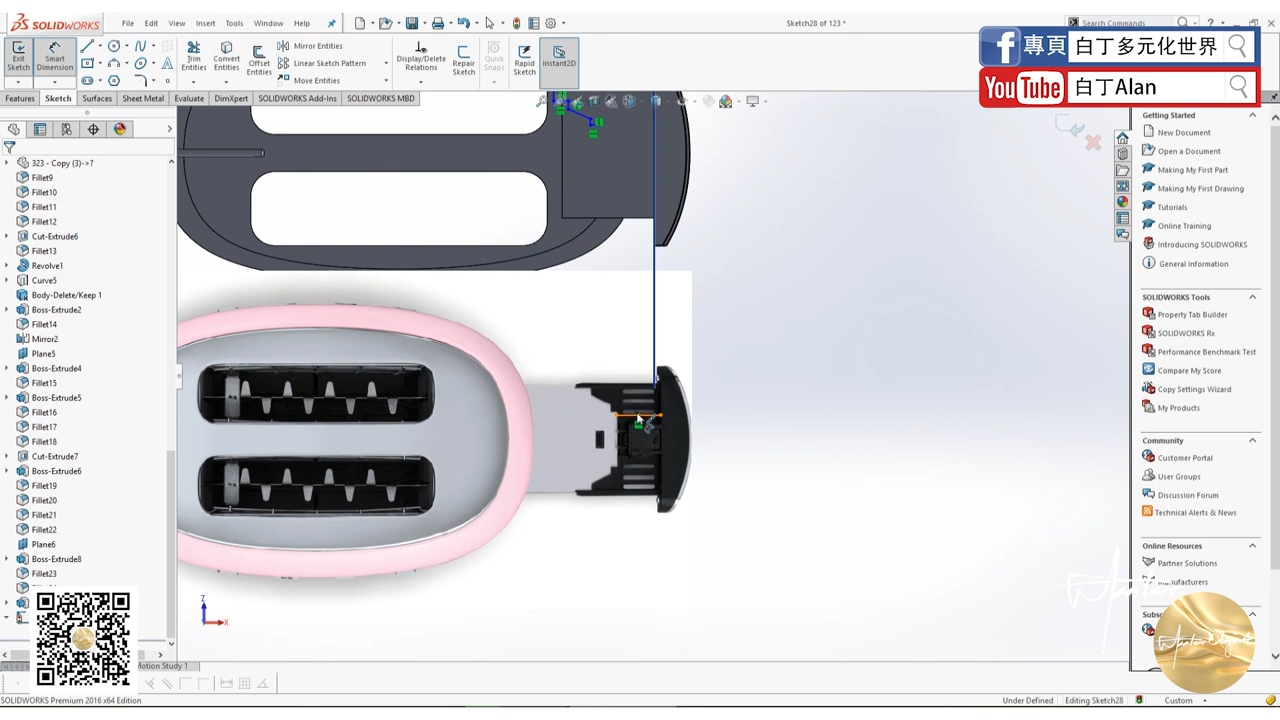 SOLIDWORKS
File Edit View Insert Tools Window Help
Sketch28 of 123 *
Search Commands
Exit Sketch
Smart Dimension
Trim Entities
Convert Entities
Offset Entities
Mirror Entities
Linear Sketch Pattern
Move Entities
Display/Delete Relations
Repair Sketch
Quick Snaps
Rapid Sketch
Instant2D
專頁 白丁多元化世界
YouTube 白丁Alan
Features Sketch Surfaces Sheet Metal Evaluate DimXpert SOLIDWORKS Add-Ins SOLIDWORKS MBD
323 - Copy (3)->?
Fillet9
Fillet10
Fillet11
Fillet12
Cut-Extrude6
Fillet13
Revolve1
Curve5
Body-Delete/Keep 1
Boss-Extrude2
Fillet14
Mirror2
Plane5
Boss-Extrude4
Fillet15
Boss-Extrude5
Fillet16
Fillet17
Fillet18
Cut-Extrude7
Boss-Extrude6
Fillet19
Fillet20
Fillet21
Fillet22
Plane6
Boss-Extrude8
Fillet23
Z
X
Getting Started
New Document
Open a Document
Making My First Part
Making My First Drawing
Tutorials
Online Training
Introducing SOLIDWORKS
General Information
SOLIDWORKS Tools
Property Tab Builder
SOLIDWORKS Rx
Performance Benchmark Test
Compare My Score
Copy Settings Wizard
My Products
Community
Customer Portal
User Groups
Discussion Forum
Technical Alerts & News
Online Resources
Partner Solutions
Manufacturers
Motion Study 1
SOLIDWORKS Premium 2016 x64 Edition
Under Defined Editing Sketch28 Custom